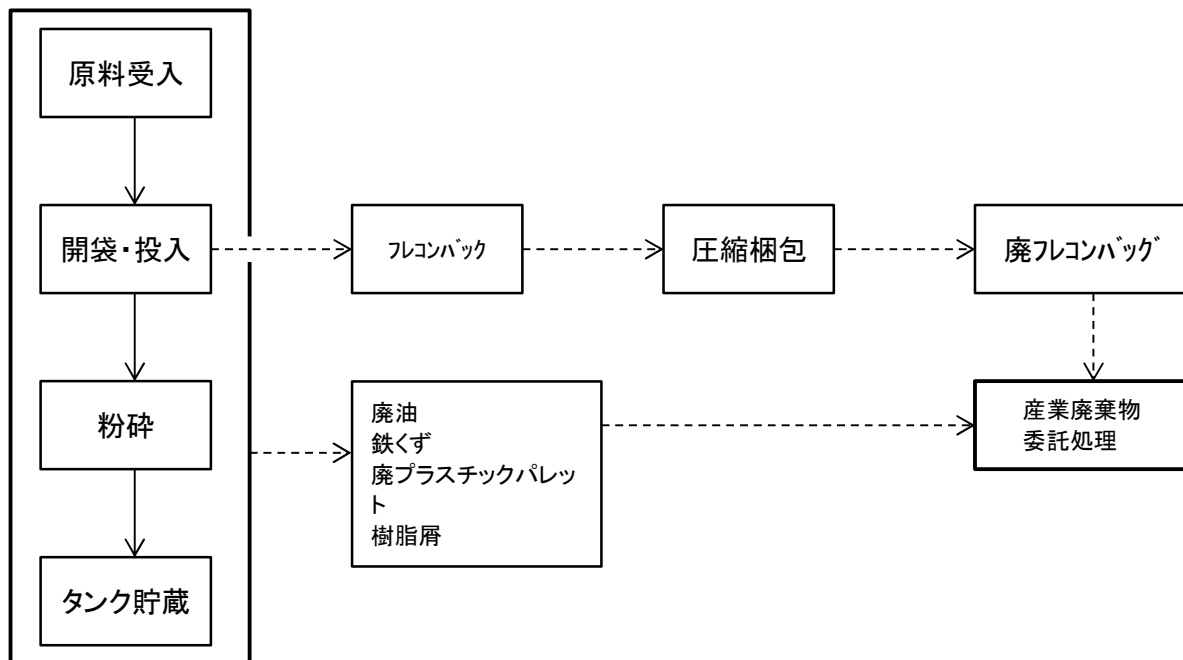 原料受入
開袋・投入
フレコンバック
圧縮梱包
廃フレコンバッグ
粉砕
廃油
鉄くず
廃プラスチックパレッ
ト
樹脂屑
産業廃棄物
委託処理
タンク貯蔵